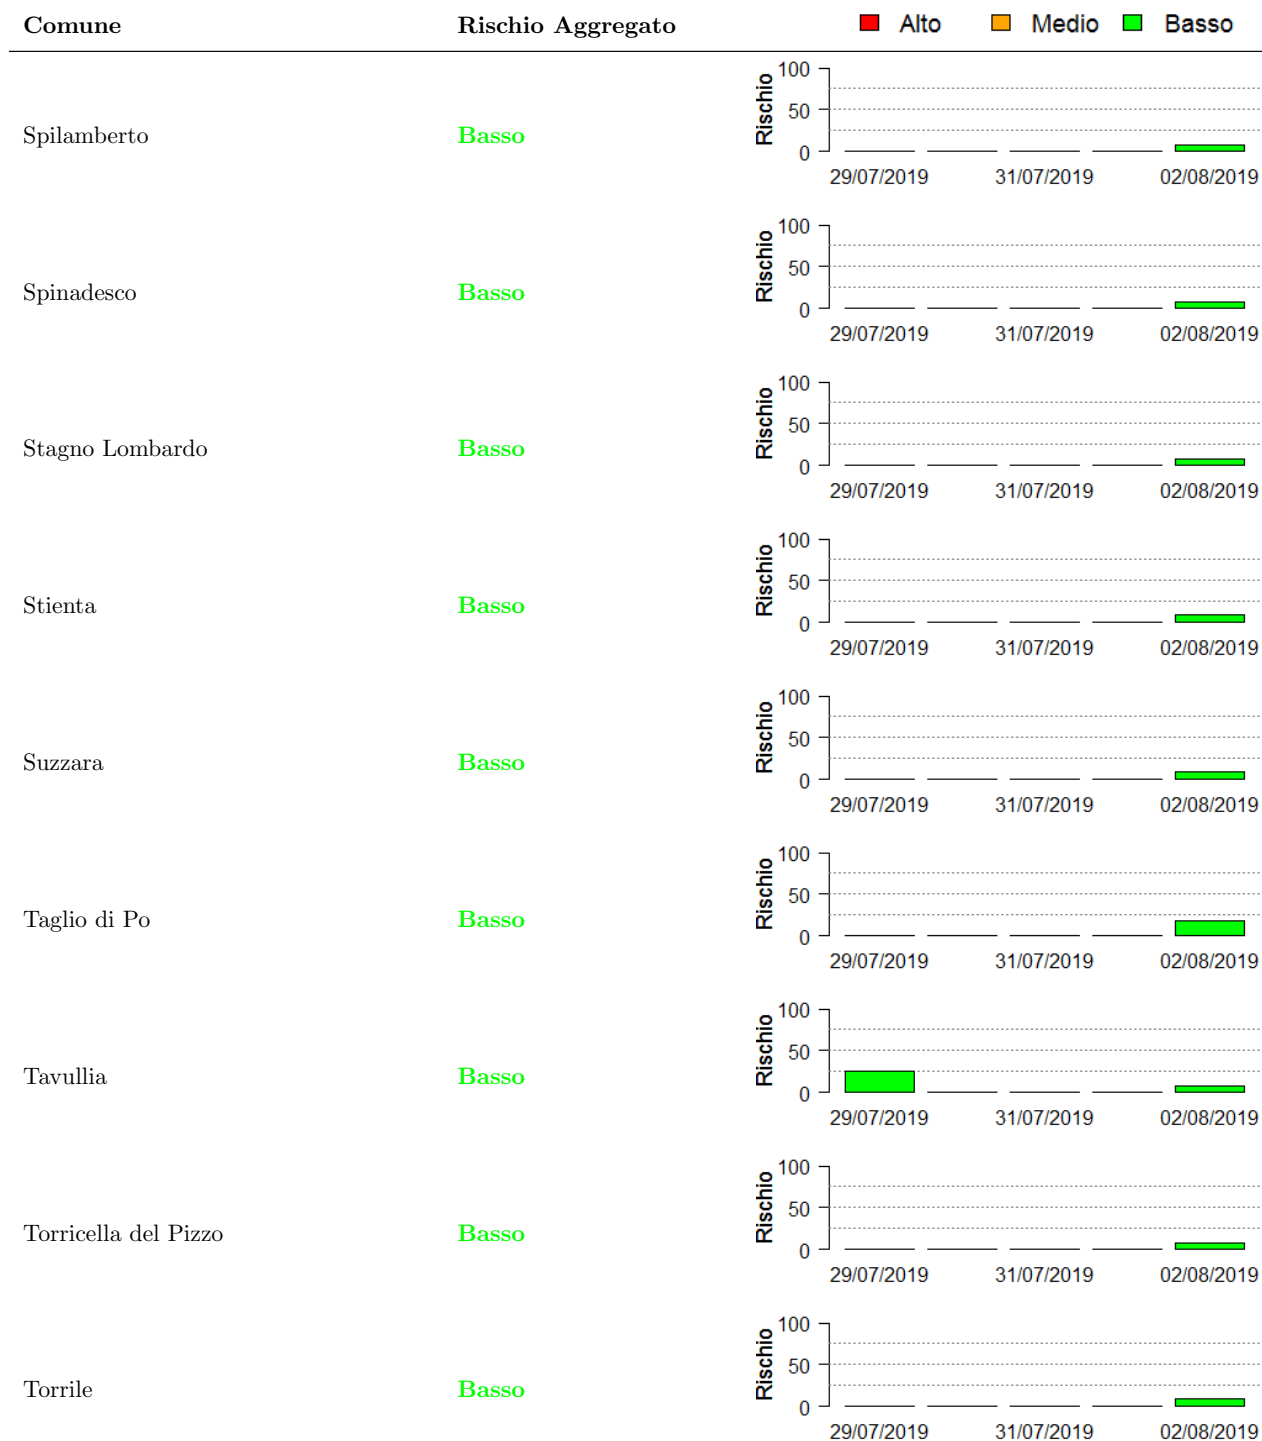 Comune Rischio Aggregato Alto Medio Basso
100
50
0
Rischio
Spilamberto Basso
29/07/2019 31/07/2019 02/08/2019
100
50
0
Rischio
Spinadesco Basso
29/07/2019 31/07/2019 02/08/2019
100
50
0
Rischio
Stagno Lombardo Basso
29/07/2019 31/07/2019 02/08/2019
100
50
0
Rischio
Stienta Basso
29/07/2019 31/07/2019 02/08/2019
100
50
0
Rischio
Suzzara Basso
29/07/2019 31/07/2019 02/08/2019
100
50
0
Rischio
Taglio di Po Basso
29/07/2019 31/07/2019 02/08/2019
100
50
0
Rischio
Tavullia Basso
29/07/2019 31/07/2019 02/08/2019
100
50
0
Rischio
Torricella del Pizzo Basso
29/07/2019 31/07/2019 02/08/2019
100
50
0
Rischio
Torrile Basso
29/07/2019 31/07/2019 02/08/2019